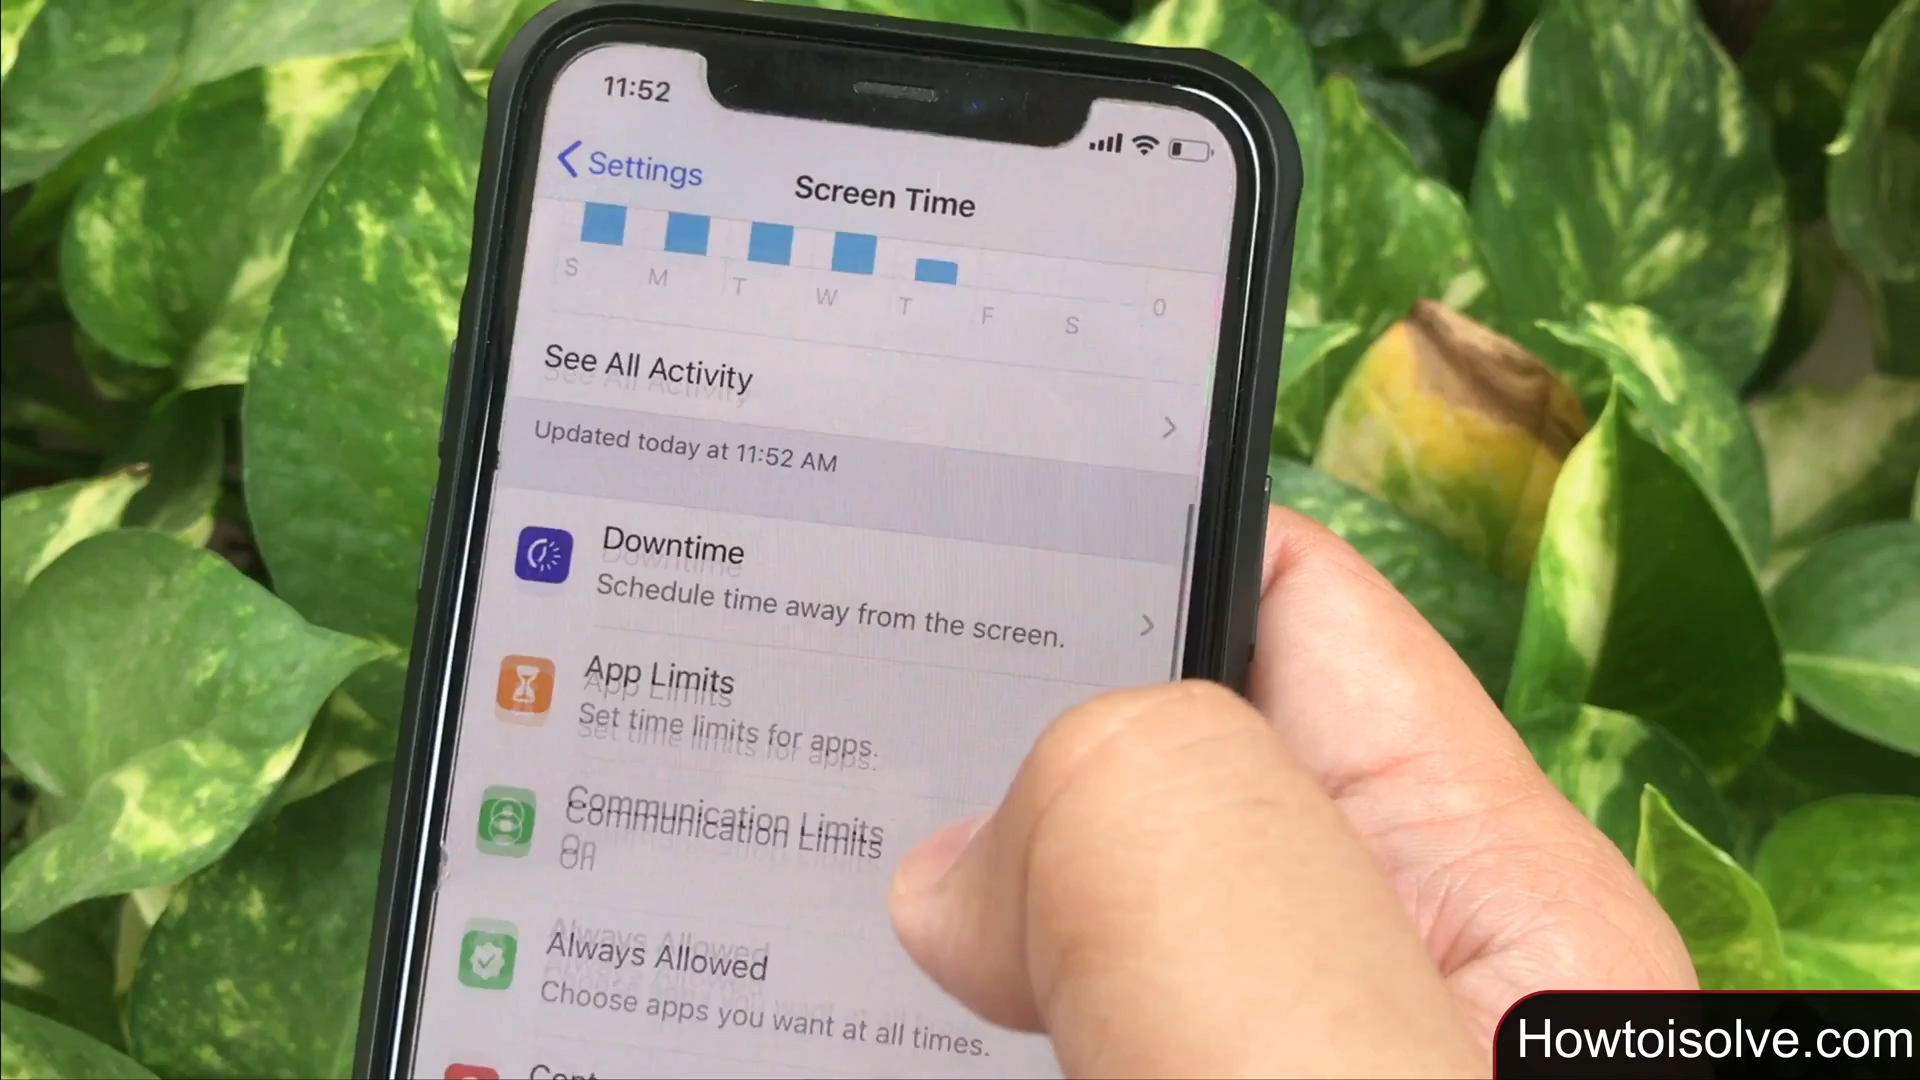 11:52
Settings
Screen Time
S M T W T F S 0
See All Activity
Updated today at 11:52 AM
Downtime
Schedule time away from the screen.
App Limits
Set time limits for apps.
Communication Limits
On
Always Allowed
Choose apps you want at all times.
Howtoisolve.com